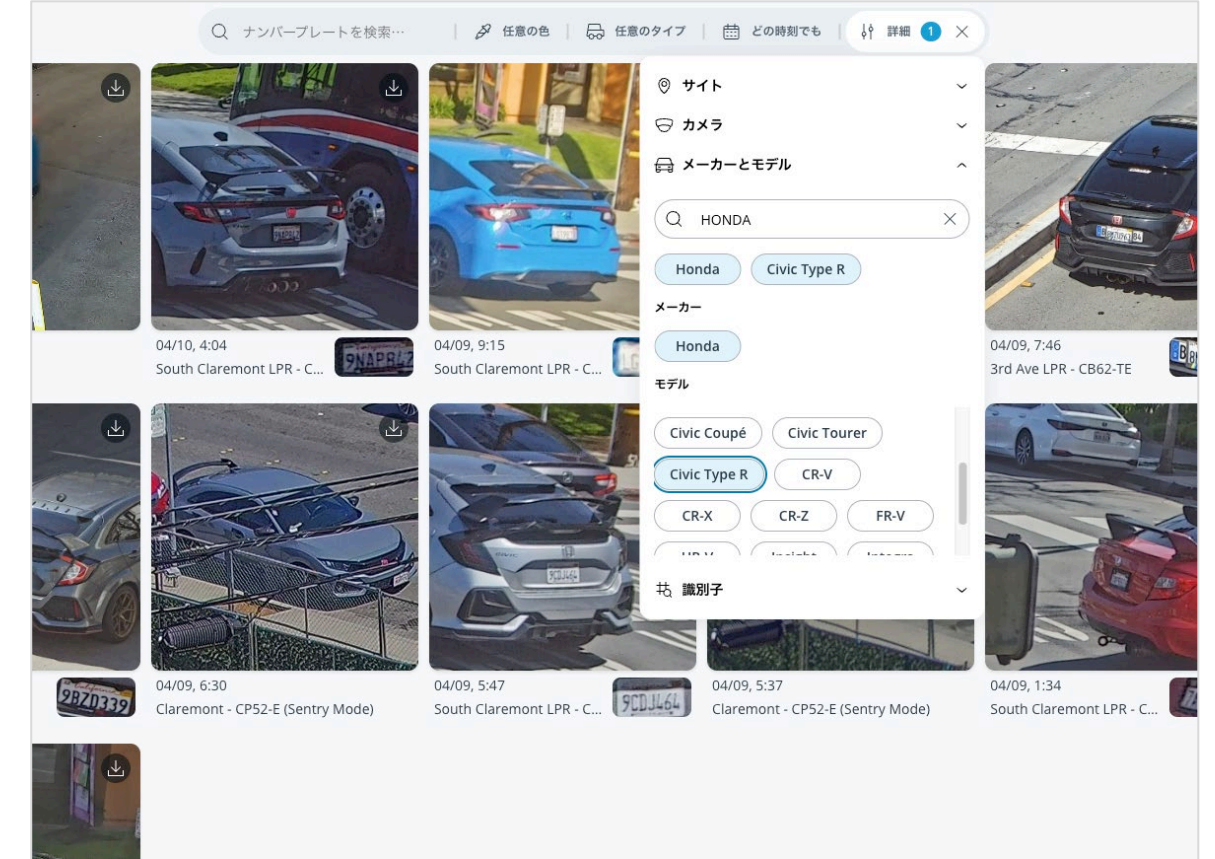 ナンバープレートを検索…
任意の色
任意のタイプ
どの時刻でも
詳細 1
サイト
カメラ
メーカーとモデル
HONDA
Honda
Civic Type R
メーカー
Honda
モデル
Civic Coupé
Civic Tourer
Civic Type R
CR-V
CR-X
CR-Z
FR-V
HR-V
Insight
Integra
識別子
04/10, 4:04
South Claremont LPR - C...
04/09, 9:15
South Claremont LPR - C...
04/09, 7:46
3rd Ave LPR - CB62-TE
9BZD339
04/09, 6:30
Claremont - CP52-E (Sentry Mode)
04/09, 5:47
South Claremont LPR - C...
9CDJ464
04/09, 5:37
Claremont - CP52-E (Sentry Mode)
04/09, 1:34
South Claremont LPR - C...